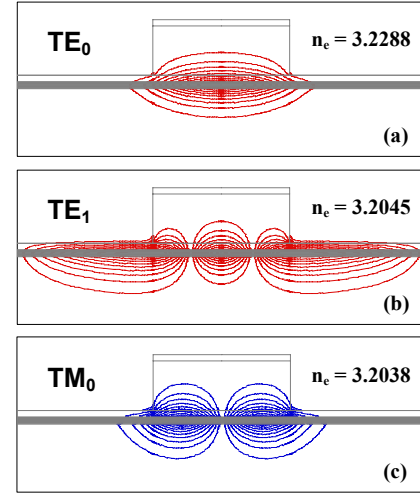 TE₀ nₑ = 3.2288
(a)
TE₁ nₑ = 3.2045
(b)
TM₀ nₑ = 3.2038
(c)